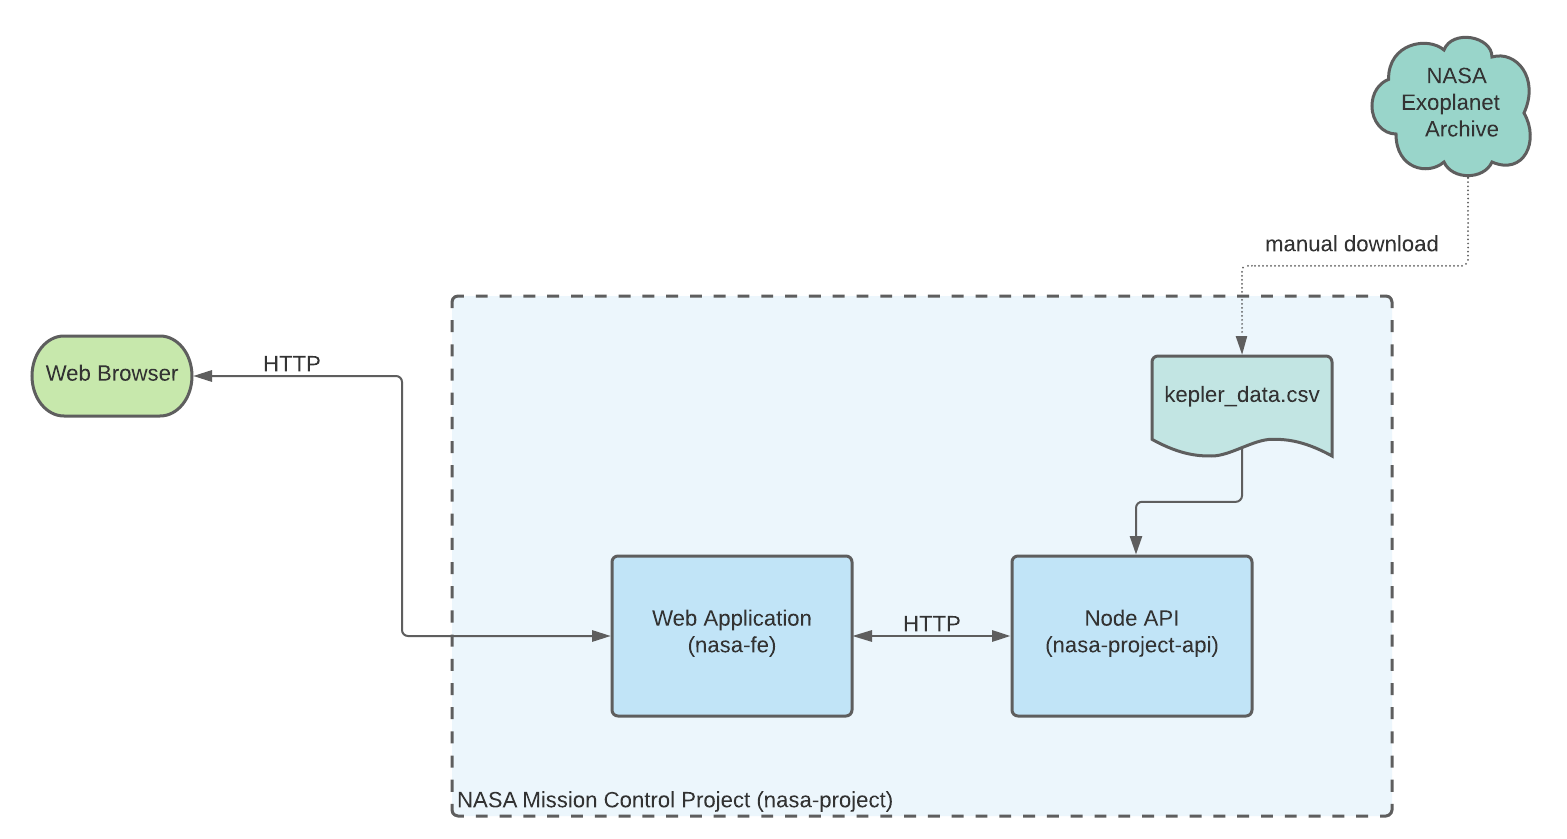 NASA
Exoplanet
Archive
manual download
Web Browser
HTTP
kepler_data.csv
Web Application
(nasa-fe)
HTTP
Node API
(nasa-project-api)
NASA Mission Control Project (nasa-project)